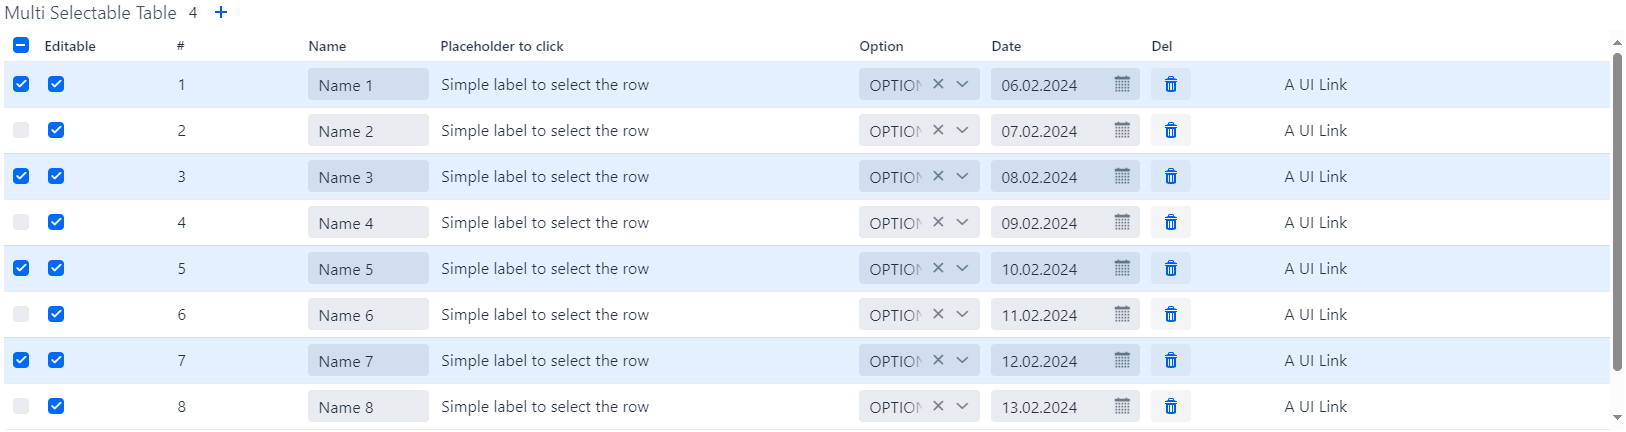 Multi Selectable Table 4 +
Editable # Name Placeholder to click Option Date Del
1 Name 1 Simple label to select the row OPTION 06.02.2024 A UI Link
2 Name 2 Simple label to select the row OPTION 07.02.2024 A UI Link
3 Name 3 Simple label to select the row OPTION 08.02.2024 A UI Link
4 Name 4 Simple label to select the row OPTION 09.02.2024 A UI Link
5 Name 5 Simple label to select the row OPTION 10.02.2024 A UI Link
6 Name 6 Simple label to select the row OPTION 11.02.2024 A UI Link
7 Name 7 Simple label to select the row OPTION 12.02.2024 A UI Link
8 Name 8 Simple label to select the row OPTION 13.02.2024 A UI Link